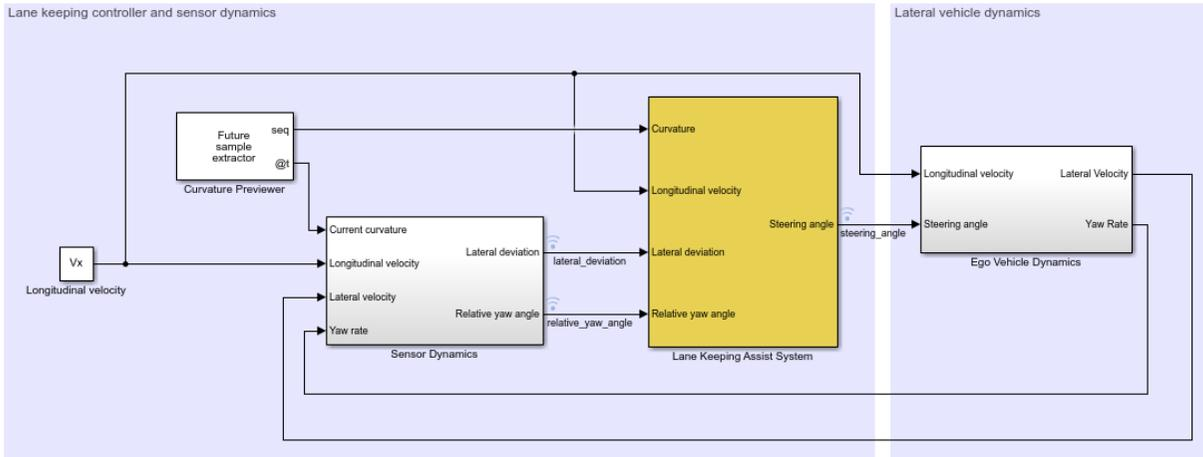 Lane keeping controller and sensor dynamics
Lateral vehicle dynamics
Future
sample
extractor
seq
@t
Curvature Previewer
Vx
Longitudinal velocity
Current curvature
Longitudinal velocity
Lateral velocity
Yaw rate
Lateral deviation
Relative yaw angle
Sensor Dynamics
lateral_deviation
relative_yaw_angle
Curvature
Longitudinal velocity
Lateral deviation
Relative yaw angle
Steering angle
Lane Keeping Assist System
steering_angle
Longitudinal velocity
Steering angle
Lateral Velocity
Yaw Rate
Ego Vehicle Dynamics